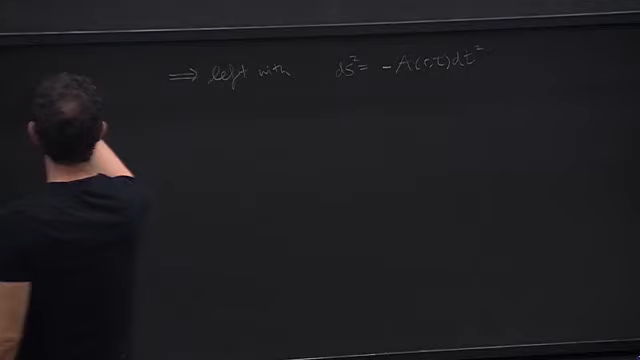 ⟹ left with ds² = - A(r,t)dt²